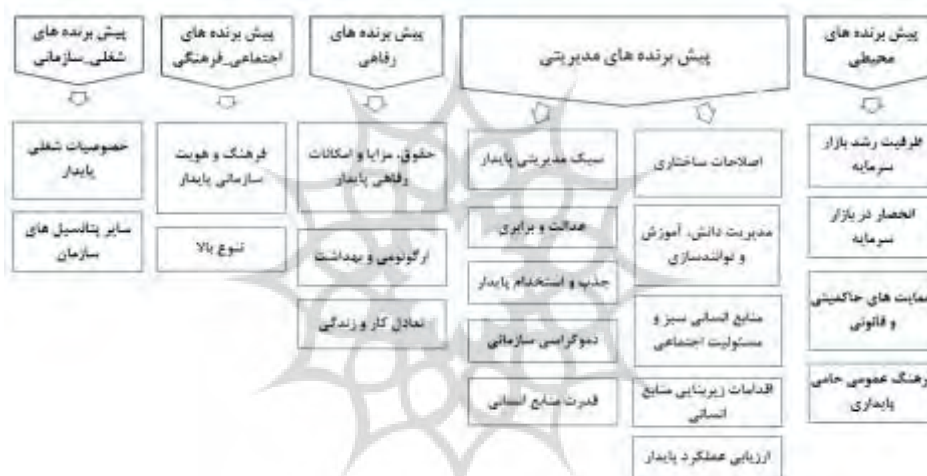 پیش برنده های
محیطی
ظرفیت رشد بازار
سرمایه
انحصار در بازار
سرمایه
حمایت های حاکمیتی
و قانونی
فرهنگ عمومی حامی
پایداری
پیش برنده های مدیریتی
اصلاحات ساختاری
مدیریت دانش، آموزش
و توانمندسازی
منابع انسانی سبز و
مسئولیت اجتماعی
اقدامات زیربنایی منابع
انسانی
ارزیابی عملکرد پایدار
سبک مدیریتی پایدار
عدالت و برابری
جذب و استخدام پایدار
دموکراسی سازمانی
قدرت منابع انسانی
پیش برنده های
رفاهی
حقوق، مزایا و امکانات
رفاهی پایدار
ارگونومی و بهداشت
تعادل کار و زندگی
پیش برنده های
اجتماعی_فرهنگی
فرهنگ و هویت
سازمانی پایدار
تنوع بالا
پیش برنده های
شغلی_سازمانی
خصوصیات شغلی
پایدار
سایر پتانسیل های
سازمان